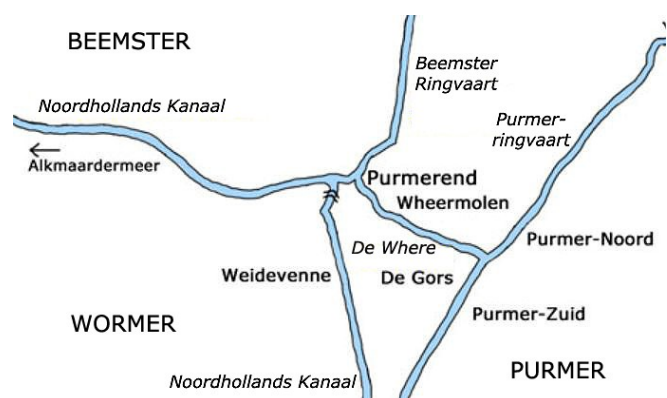 BEEMSTER
Beemster
Ringvaart
Noordhollands Kanaal
Purmer-
ringvaart
Alkmaardermeer
Purmerend
Wheermolen
De Where
Purmer-Noord
Weidevenne
De Gors
Purmer-Zuid
WORMER
PURMER
Noordhollands Kanaal